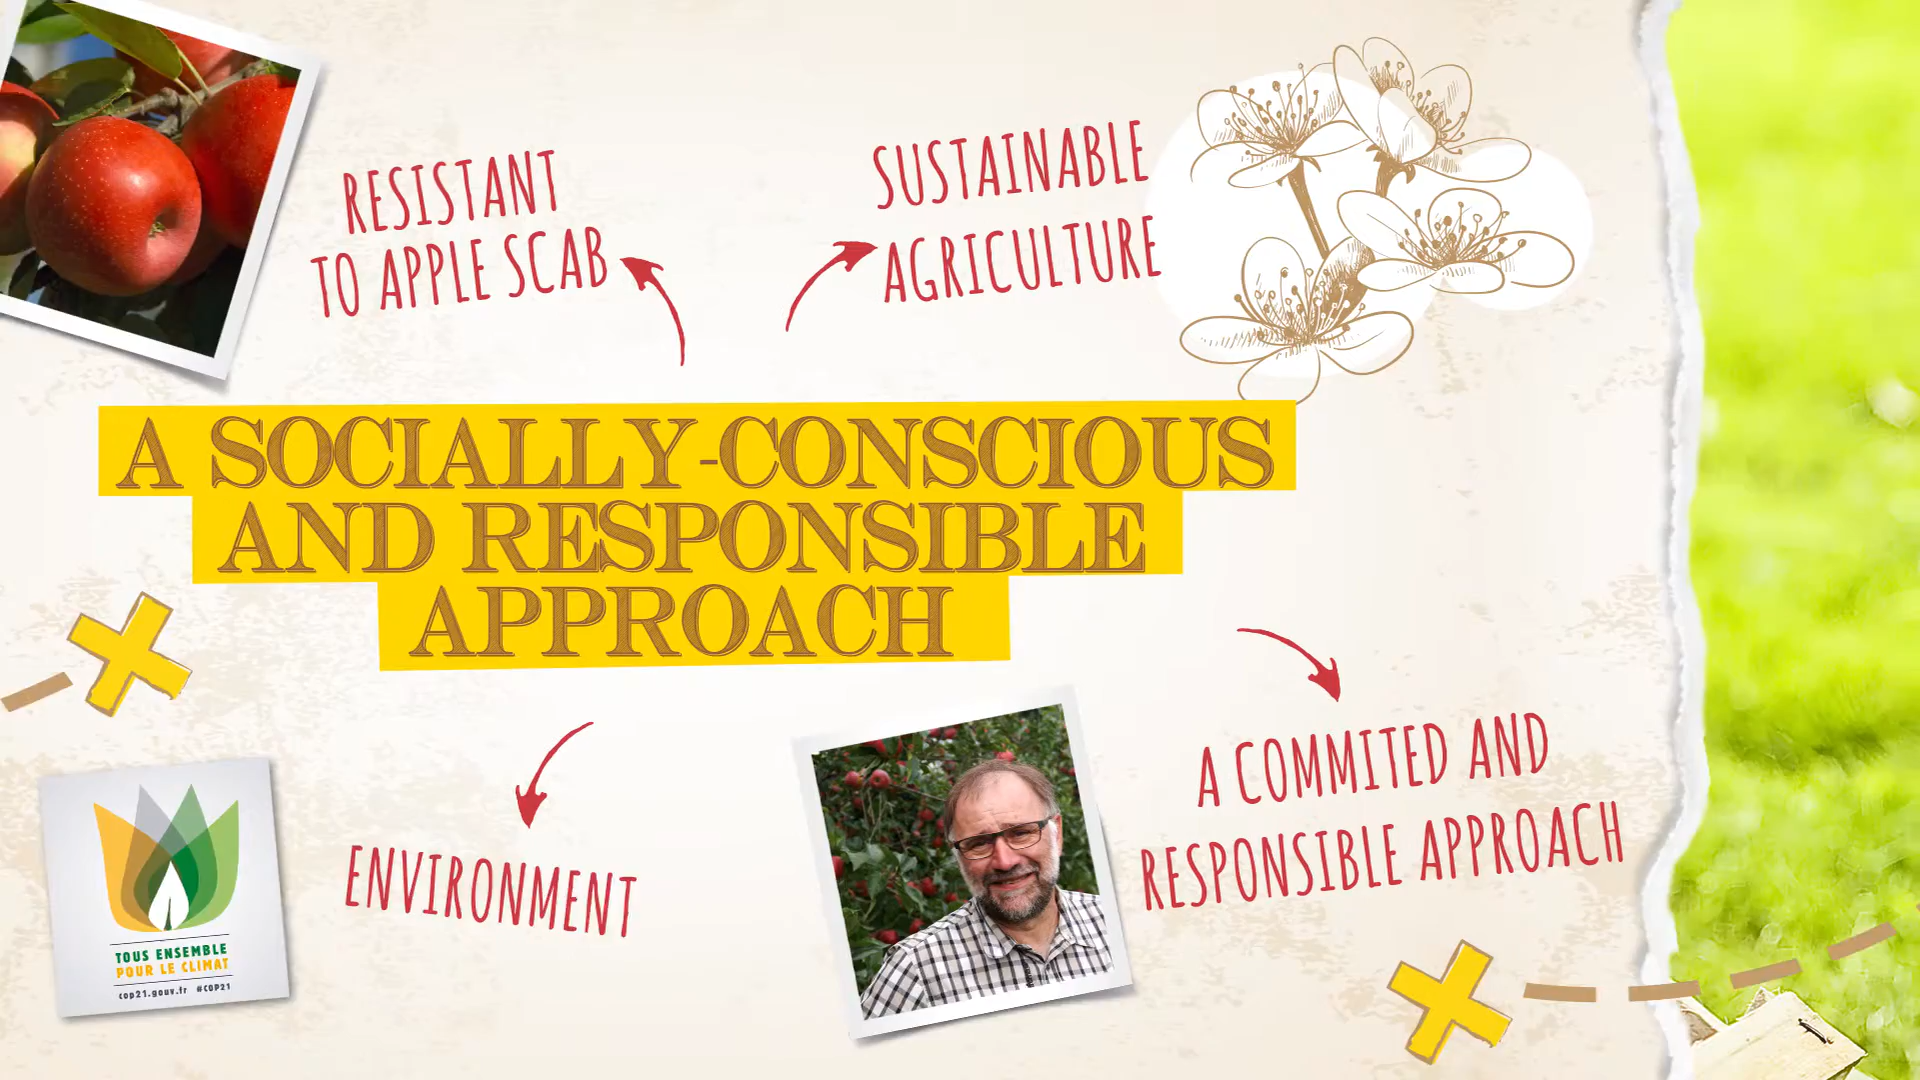 RESISTANT
TO APPLE SCAB
SUSTAINABLE
AGRICULTURE
A SOCIALLY-CONSCIOUS
AND RESPONSIBLE
APPROACH
ENVIRONMENT
A COMMITED AND
RESPONSIBLE APPROACH
TOUS ENSEMBLE
POUR LE CLIMAT
cop21.gouv.fr #COP21